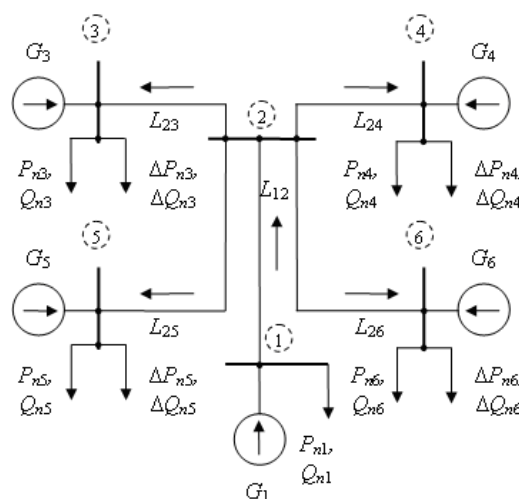 3
4
G3
G4
2
L23
L24
Pn3,
Qn3
ΔPn3,
ΔQn3
L12
Pn4,
Qn4
ΔPn4,
ΔQn4
5
6
G5
G6
L25
L26
1
Pn5,
Qn5
ΔPn5,
ΔQn5
Pn6,
Qn6
ΔPn6,
ΔQn6
Pn1,
Qn1
G1